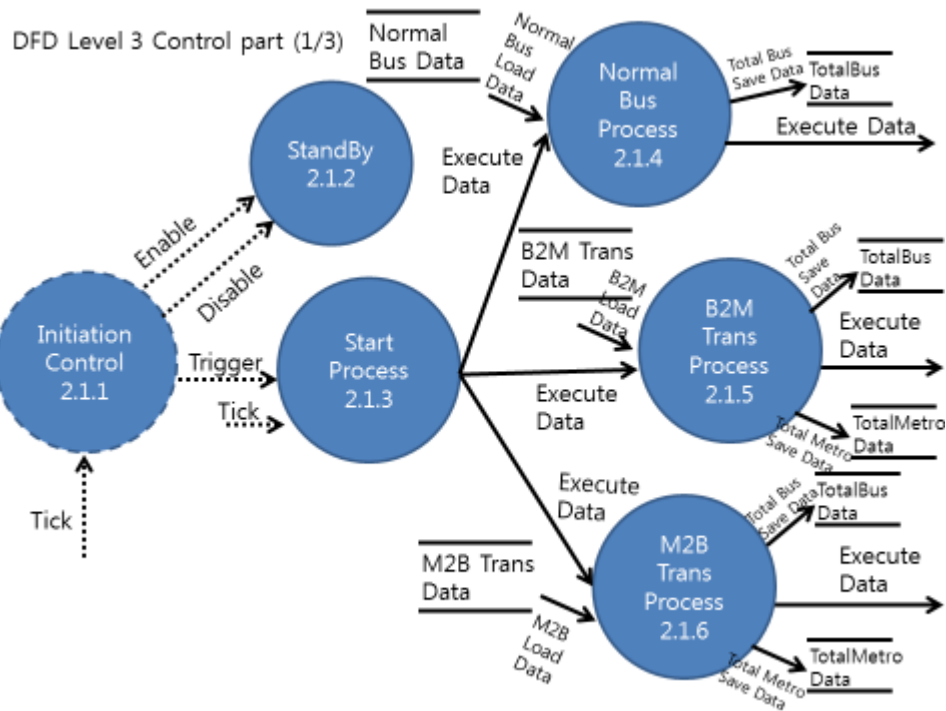 DFD Level 3 Control part (1/3)
Normal
Bus Data
Normal
Bus
Load
Data
Normal
Bus
Process
2.1.4
Total Bus
Save Data
TotalBus
Data
Execute Data
StandBy
2.1.2
Execute
Data
Enable
Disable
B2M Trans
Data
B2M
Load
Data
B2M
Trans
Process
2.1.5
Total Bus
Save
Data
TotalBus
Data
Execute
Data
Initiation
Control
2.1.1
Trigger
Start
Process
2.1.3
Tick
Execute
Data
Total Metro
Save Data
TotalMetro
Data
Tick
Execute
Data
M2B Trans
Data
M2B
Load
Data
M2B
Trans
Process
2.1.6
Total Bus
Save Data
TotalBus
Data
Execute
Data
Total Metro
Save Data
TotalMetro
Data